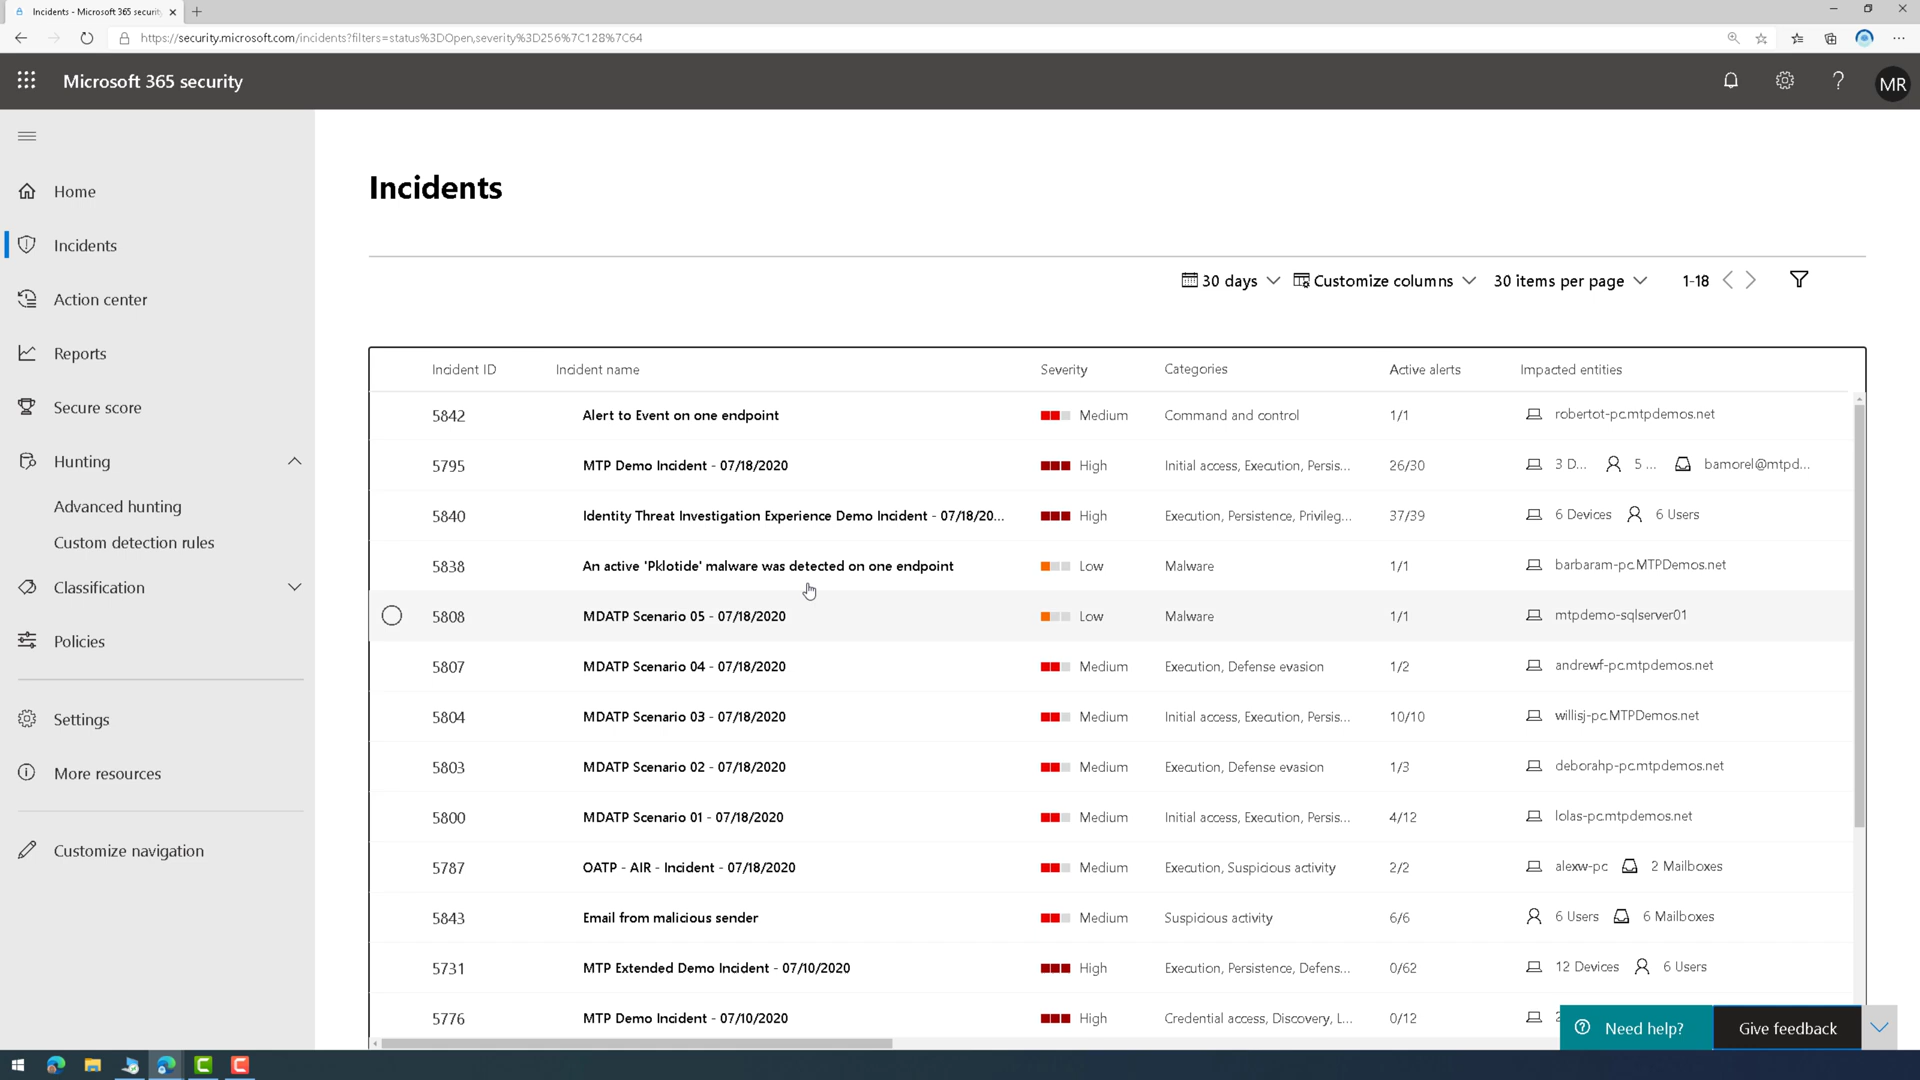 Incidents - Microsoft 365 security
https://security.microsoft.com/incidents?filters=status%3DOpen,severity%3D256%7C128%7C64
Microsoft 365 security
MR
Home
Incidents
Action center
Reports
Secure score
Hunting
Advanced hunting
Custom detection rules
Classification
Policies
Settings
More resources
Customize navigation
Incidents
30 days Customize columns 30 items per page 1-18
Incident ID Incident name Severity Categories Active alerts Impacted entities
5842 Alert to Event on one endpoint Medium Command and control 1/1 robertot-pc.mtpdemos.net
5795 MTP Demo Incident - 07/18/2020 High Initial access, Execution, Persis... 26/30 3 D... 5 ... bamorel@mtpd...
5840 Identity Threat Investigation Experience Demo Incident - 07/18/20... High Execution, Persistence, Privileg... 37/39 6 Devices 6 Users
5838 An active 'Pklotide' malware was detected on one endpoint Low Malware 1/1 barbaram-pc.MTPDemos.net
5808 MDATP Scenario 05 - 07/18/2020 Low Malware 1/1 mtpdemo-sqlserver01
5807 MDATP Scenario 04 - 07/18/2020 Medium Execution, Defense evasion 1/2 andrewf-pc.mtpdemos.net
5804 MDATP Scenario 03 - 07/18/2020 Medium Initial access, Execution, Persis... 10/10 willisj-pc.MTPDemos.net
5803 MDATP Scenario 02 - 07/18/2020 Medium Execution, Defense evasion 1/3 deborahp-pc.mtpdemos.net
5800 MDATP Scenario 01 - 07/18/2020 Medium Initial access, Execution, Persis... 4/12 lolas-pc.mtpdemos.net
5787 OATP - AIR - Incident - 07/18/2020 Medium Execution, Suspicious activity 2/2 alexw-pc 2 Mailboxes
5843 Email from malicious sender Medium Suspicious activity 6/6 6 Users 6 Mailboxes
5731 MTP Extended Demo Incident - 07/10/2020 High Execution, Persistence, Defens... 0/62 12 Devices 6 Users
5776 MTP Demo Incident - 07/10/2020 High Credential access, Discovery, L... 0/12
Need help? Give feedback